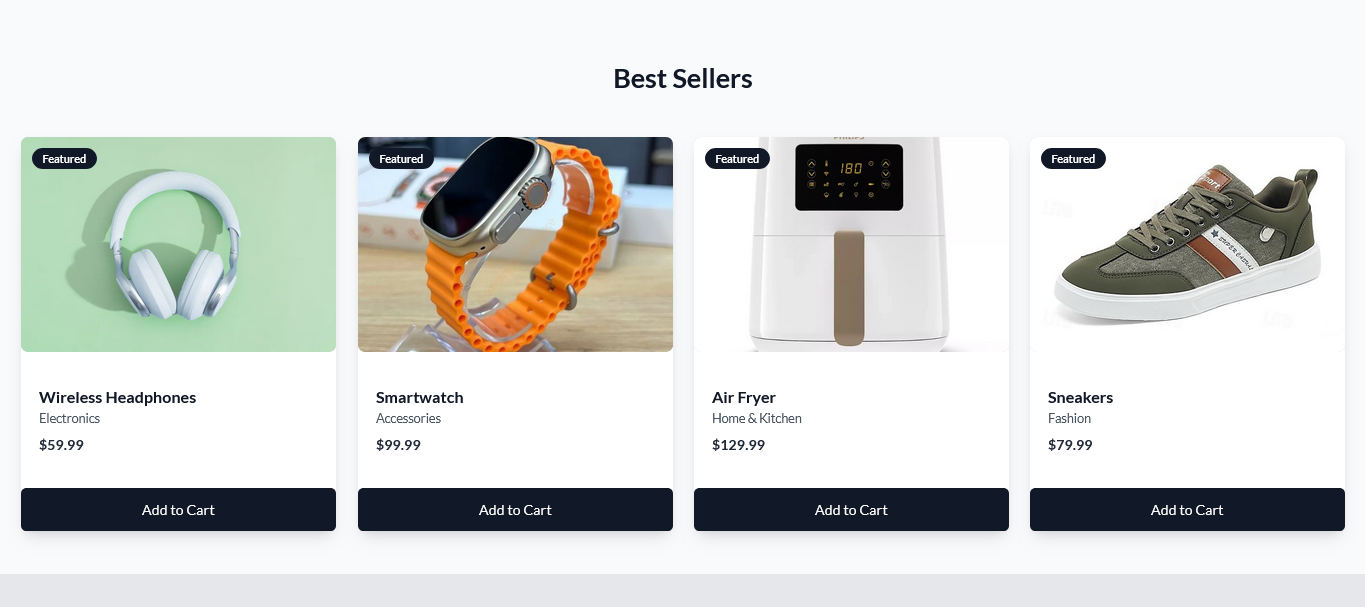 Best Sellers
Featured
Featured
Featured
Featured
180
Wireless Headphones
Smartwatch
Air Fryer
Sneakers
Electronics
Accessories
Home & Kitchen
Fashion
$59.99
$99.99
$129.99
$79.99
Add to Cart
Add to Cart
Add to Cart
Add to Cart